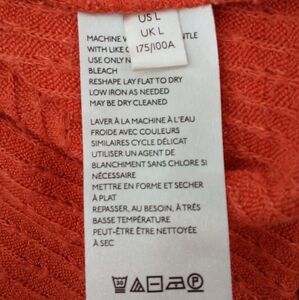 US L
UK L
175/100A
MACHINE
WITH LIKE
USE ONLY NO
BLEACH
RESHAPE LAY FLAT TO DRY
LOW IRON AS NEEDED
MAY BE DRY CLEANED
LAVER À LA MACHINE À L'EAU
FROIDE AVEC COULEURS
SIMILAIRES CYCLE DÉLICAT
UTILISEZ UN AGENT DE
BLANCHIMENT SANS CHLORE SI
NÉCESSAIRE
METTRE EN FORME ET SÉCHER
À PLAT
REPASSER, AU BESOIN, À TRÈS
BASSE TEMPÉRATURE
PEUT-ÊTRE ÊTRE NETTOYÉE
À SEC
30
P